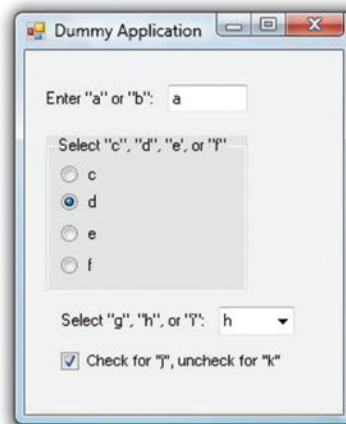 Dummy Application
Enter "a" or "b": a
Select "c", "d", "e', or "f"
c
d
e
f
Select "g", "h", or "i": h
Check for "j", uncheck for "k"